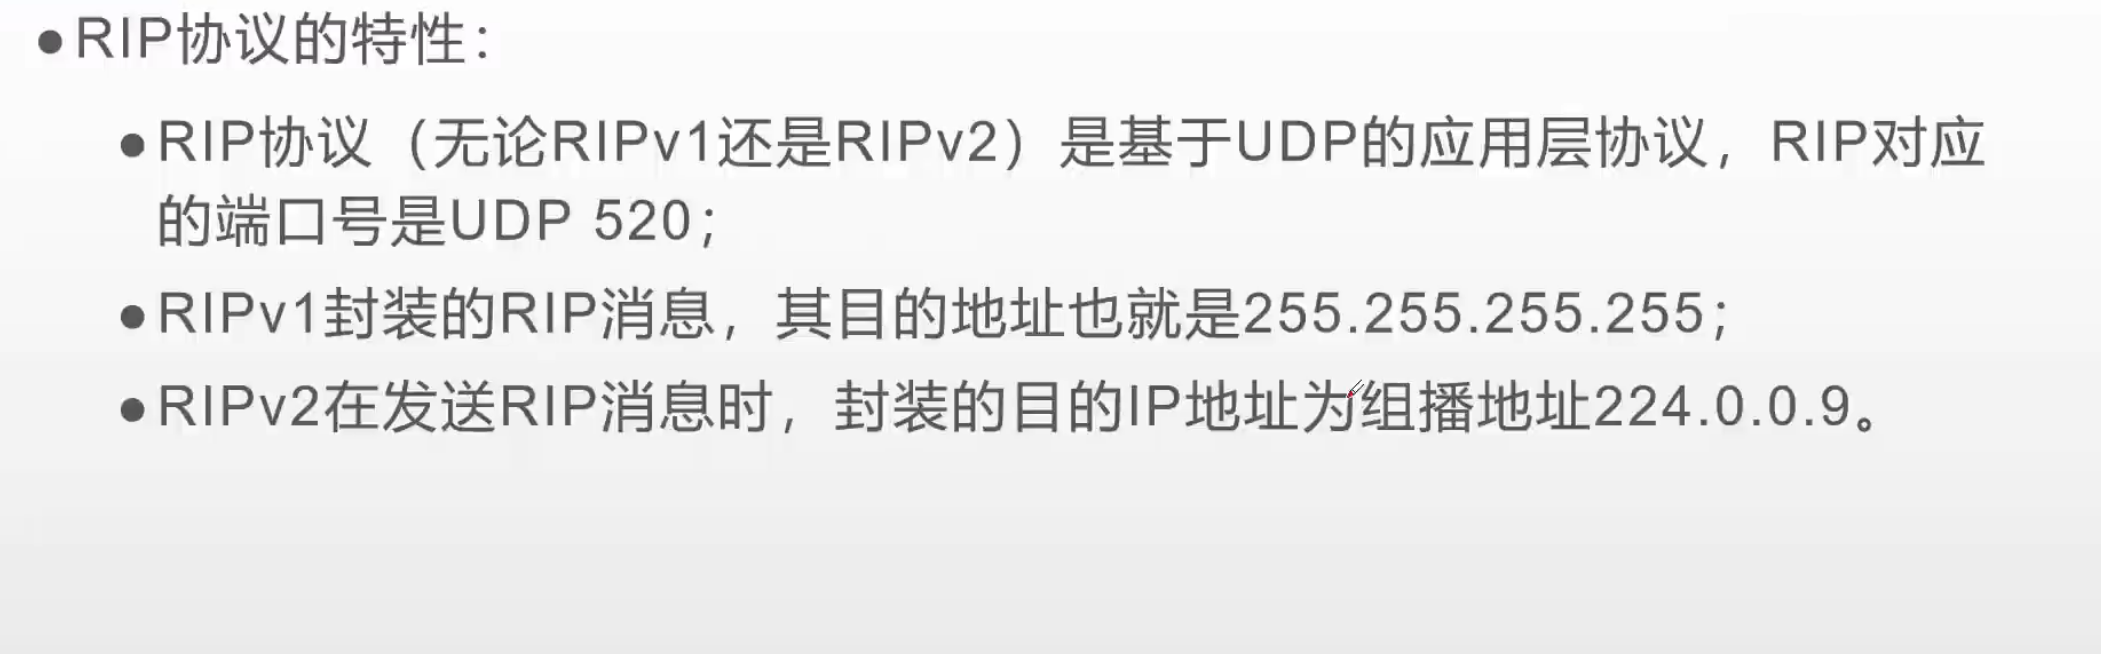 ●RIP协议的特性：
●RIP协议（无论RIPv1还是RIPv2）是基于UDP的应用层协议，RIP对应
的端口号是UDP 520；
●RIPv1封装的RIP消息，其目的地址也就是255.255.255.255；
●RIPv2在发送RIP消息时，封装的目的IP地址为组播地址224.0.0.9。